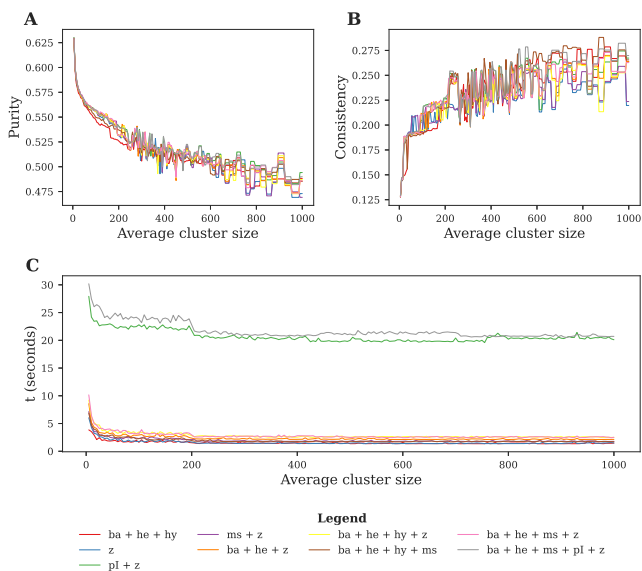 A
0.625
0.600
0.575
0.550
0.525
0.500
0.475
Purity
0
200
400
600
800
1000
Average cluster size
B
0.275
0.250
0.225
0.200
0.175
0.150
0.125
Consistency
0
200
400
600
800
1000
Average cluster size
C
30
25
20
15
10
5
0
t (seconds)
0
200
400
600
800
1000
Average cluster size
Legend
ba + he + hy
z
pI + z
ms + z
ba + he + z
ba + he + hy + z
ba + he + hy + ms
ba + he + ms + z
ba + he + ms + pI + z